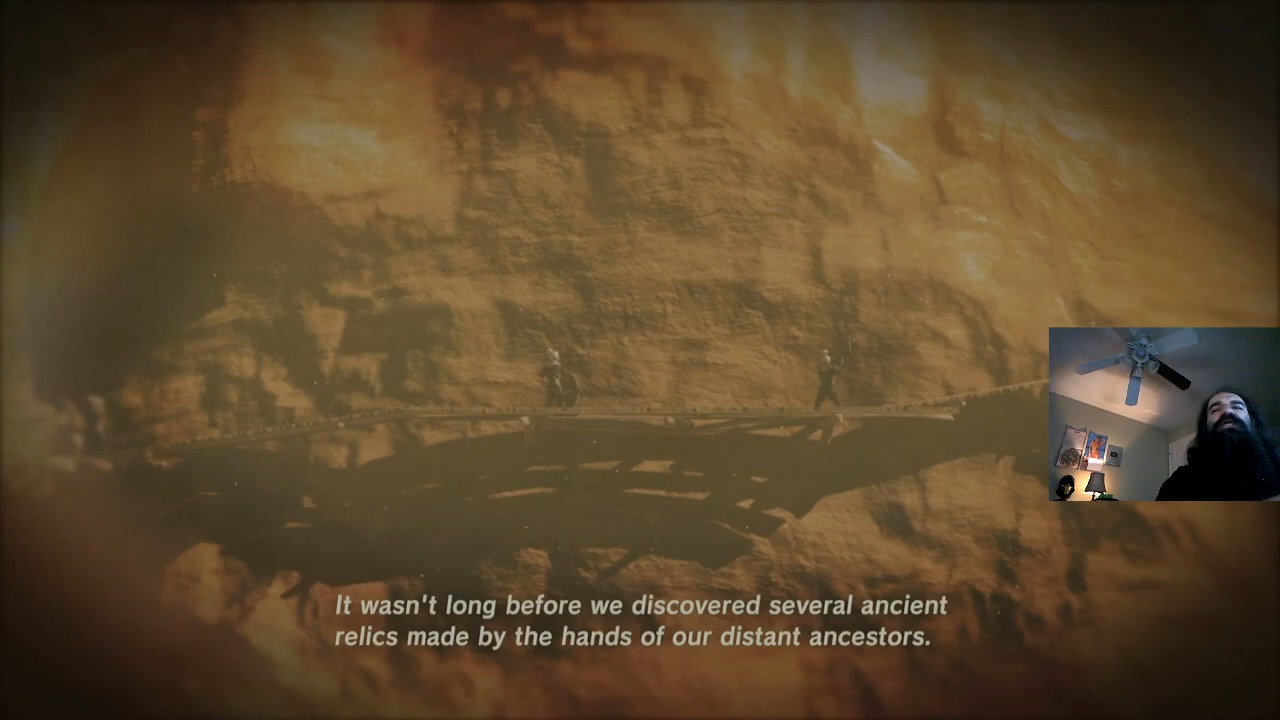 It wasn't long before we discovered several ancient
relics made by the hands of our distant ancestors.